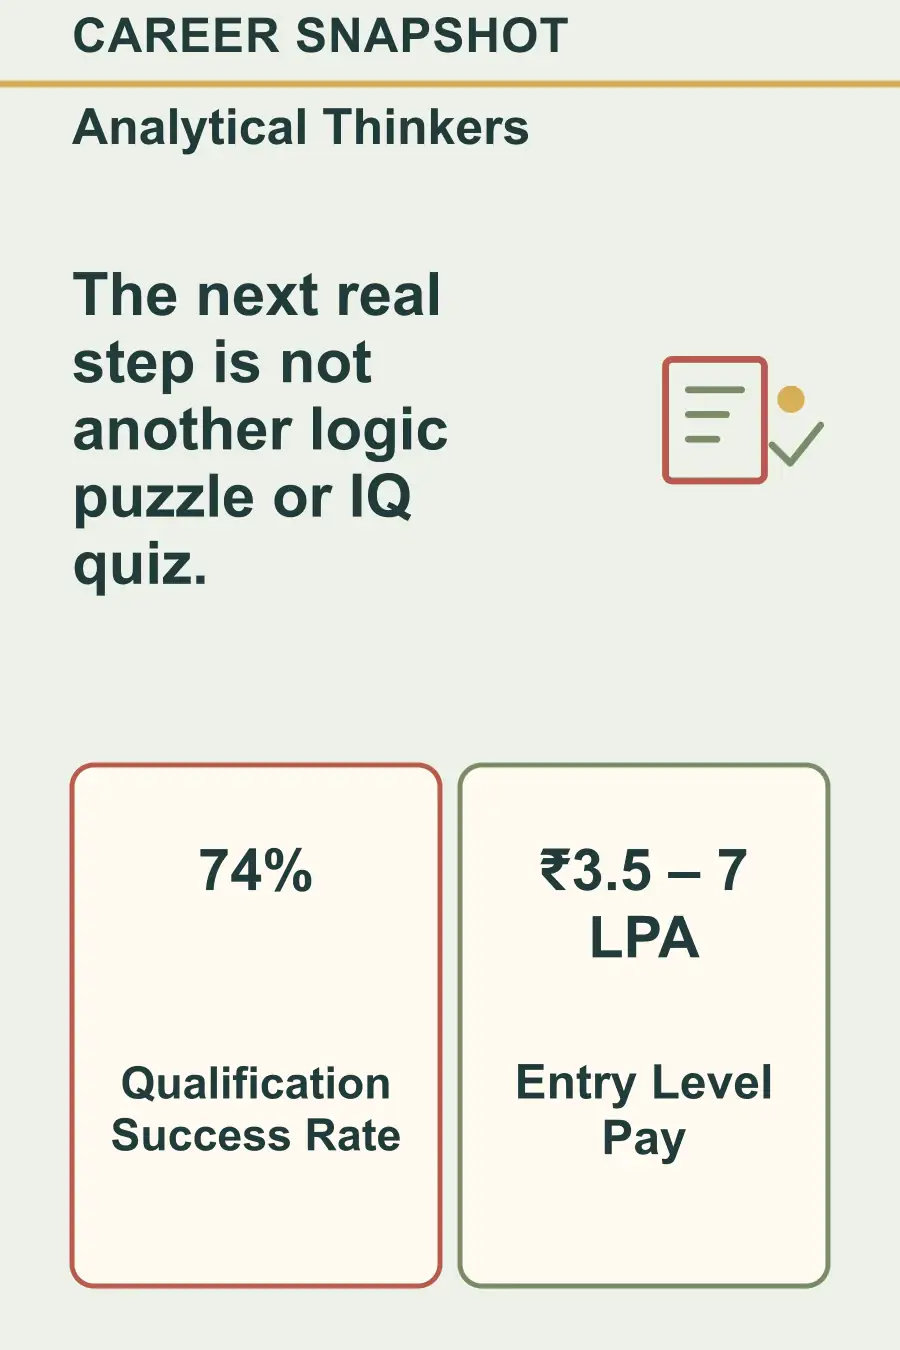 CAREER SNAPSHOT
Analytical Thinkers
The next real
step is not
another logic
puzzle or IQ
quiz.
74%
Qualification
Success Rate
₹3.5 – 7
LPA
Entry Level
Pay